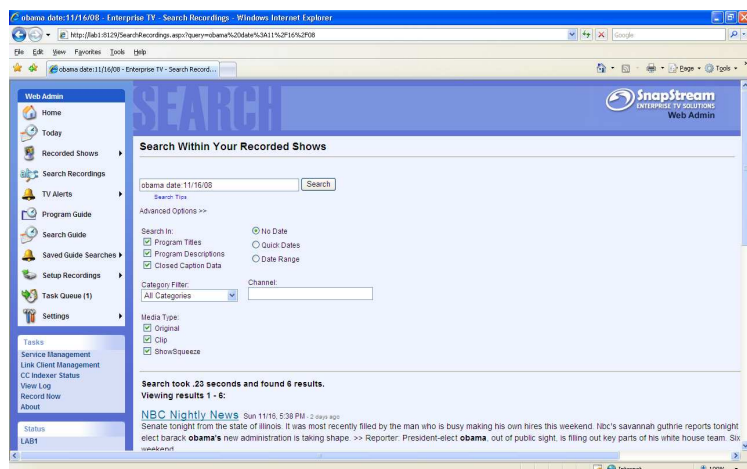 obama date:11/16/08 - Enterprise TV - Search Recordings - Windows Internet Explorer
http://lab1:8129/SearchRecordings.aspx?query=obama%20date%3A11%2F16%2F08
Google
File Edit View Favorites Tools Help
obama date:11/16/08 - Enterprise TV - Search Record...
Page Tools
Web Admin
Home
Today
Recorded Shows
Search Recordings
TV Alerts
Program Guide
Search Guide
Saved Guide Searches
Setup Recordings
Task Queue (1)
Settings
Tasks
Service Management
Link Client Management
CC Indexer Status
View Log
Record Now
About
Status
LAB1
SEARCH
SnapStream
ENTERPRISE TV SOLUTIONS
Web Admin
Search Within Your Recorded Shows
obama date:11/16/08
Search
Search Tips
Advanced Options >>
Search In:
Program Titles
Program Descriptions
Closed Caption Data
No Date
Quick Dates
Date Range
Category Filter:
All Categories
Channel:
Media Type:
Original
Clip
ShowSqueeze
Search took .23 seconds and found 6 results.
Viewing results 1 - 6:
NBC Nightly News Sun 11/16, 5:38 PM - 2 days ago
Senate tonight from the state of illinois. It was most recently filled by the man who is busy making his own hires this weekend. Nbc's savannah guthrie reports tonight
elect barack obama's new administration is taking shape. >> Reporter: President-elect obama, out of public sight, is filling out key parts of his white house team. Six
weekend
Internet 100%